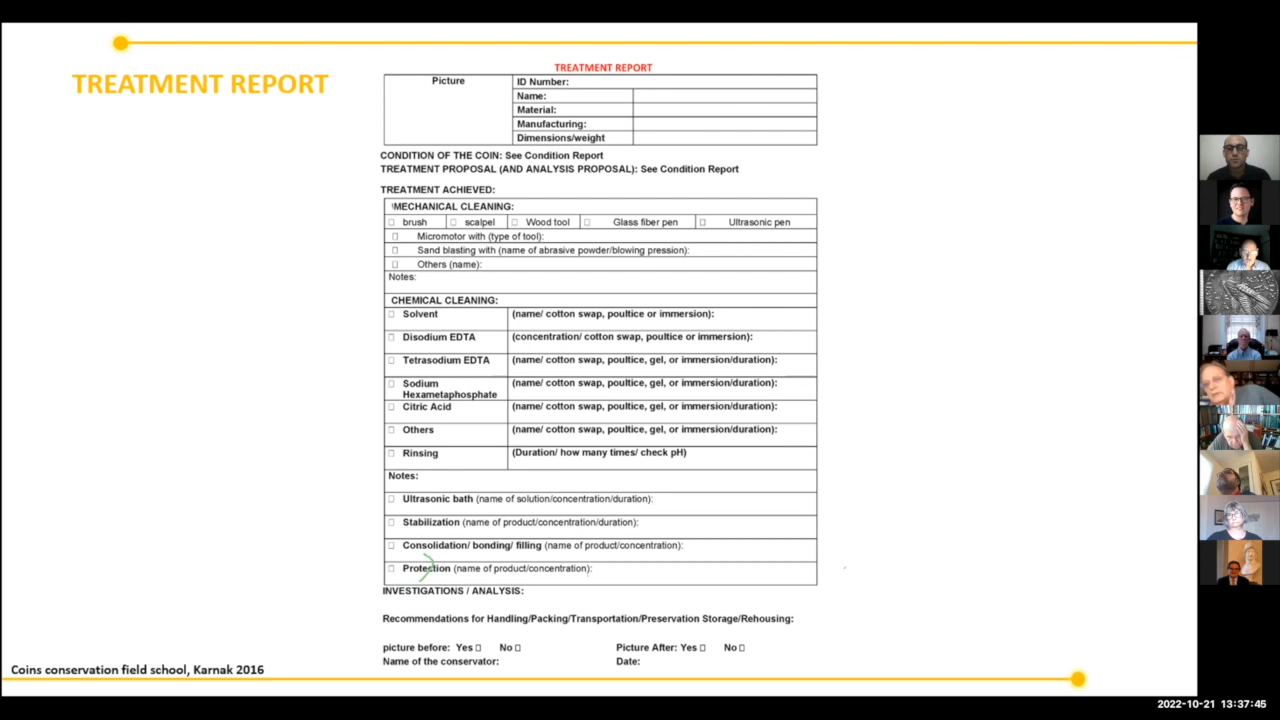 TREATMENT REPORT
TREATMENT REPORT
Picture
ID Number:
Name:
Material:
Manufacturing:
Dimensions/weight
CONDITION OF THE COIN: See Condition Report
TREATMENT PROPOSAL (AND ANALYSIS PROPOSAL): See Condition Report
TREATMENT ACHIEVED:
MECHANICAL CLEANING:
□ brush □ scalpel □ Wood tool □ Glass fiber pen □ Ultrasonic pen
□ Micromotor with (type of tool):
□ Sand blasting with (name of abrasive powder/blowing pression):
□ Others (name):
Notes:
CHEMICAL CLEANING:
□ Solvent (name/ cotton swap, poultice or immersion):
□ Disodium EDTA (concentration/ cotton swap, poultice or immersion):
□ Tetrasodium EDTA (name/ cotton swap, poultice, gel, or immersion/duration):
□ Sodium (name/ cotton swap, poultice, gel, or immersion/duration):
Hexametaphosphate
□ Citric Acid (name/ cotton swap, poultice, gel, or immersion/duration):
□ Others (name/ cotton swap, poultice, gel, or immersion/duration):
□ Rinsing (Duration/ how many times/ check pH)
Notes:
□ Ultrasonic bath (name of solution/concentration/duration):
□ Stabilization (name of product/concentration/duration):
□ Consolidation/ bonding/ filling (name of product/concentration):
□ Protection (name of product/concentration):
INVESTIGATIONS / ANALYSIS:
Recommendations for Handling/Packing/Transportation/Preservation Storage/Rehousing:
picture before: Yes □ No □ Picture After: Yes □ No □
Name of the conservator: Date:
Coins conservation field school, Karnak 2016
2022-10-21 13:37:45